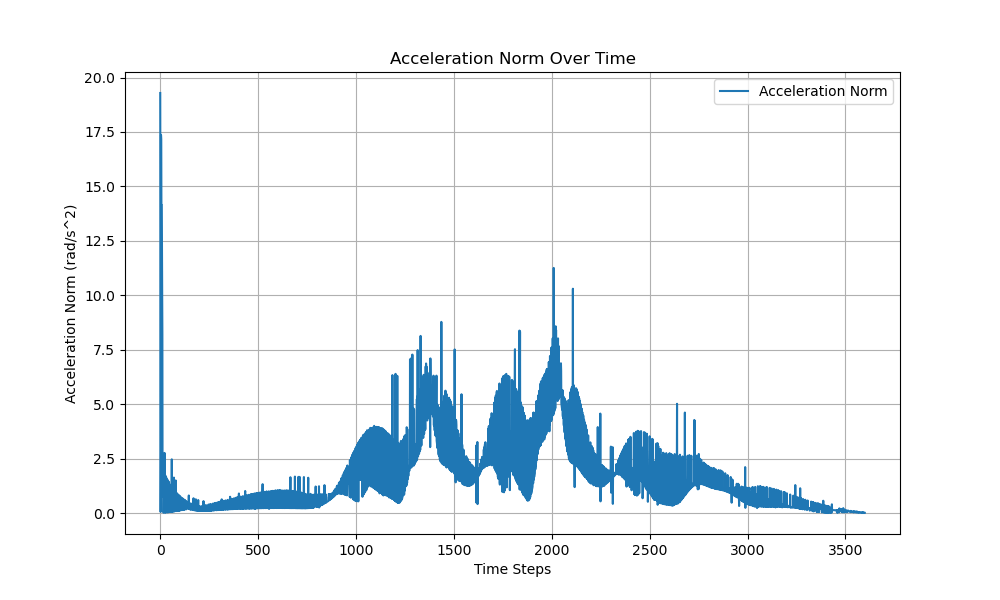 Acceleration Norm Over Time
Acceleration Norm
Acceleration Norm (rad/s^2)
20.0
17.5
15.0
12.5
10.0
7.5
5.0
2.5
0.0
0 500 1000 1500 2000 2500 3000 3500
Time Steps